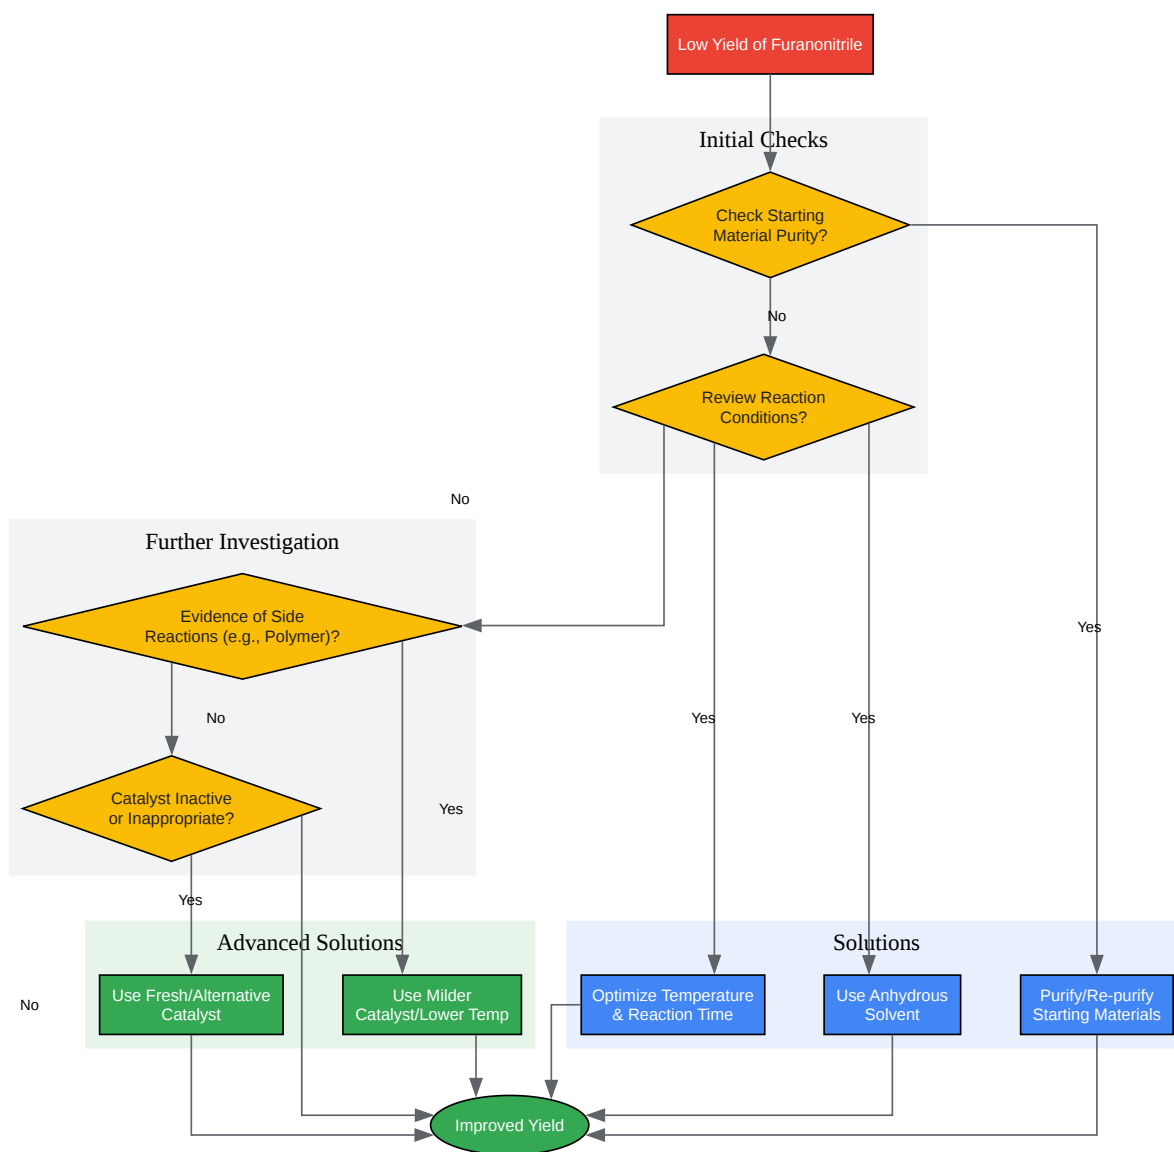 Low Yield of Furanonitrile
Initial Checks
Check Starting
Material Purity?
No
Review Reaction
Conditions?
No
Further Investigation
Evidence of Side
Reactions (e.g., Polymer)?
Yes
No
Yes
Yes
Catalyst Inactive
or Inappropriate?
Yes
Yes
Advanced Solutions
Solutions
No
Use Fresh/Alternative
Catalyst
Use Milder
Catalyst/Lower Temp
Optimize Temperature
& Reaction Time
Use Anhydrous
Solvent
Purify/Re-purify
Starting Materials
Improved Yield